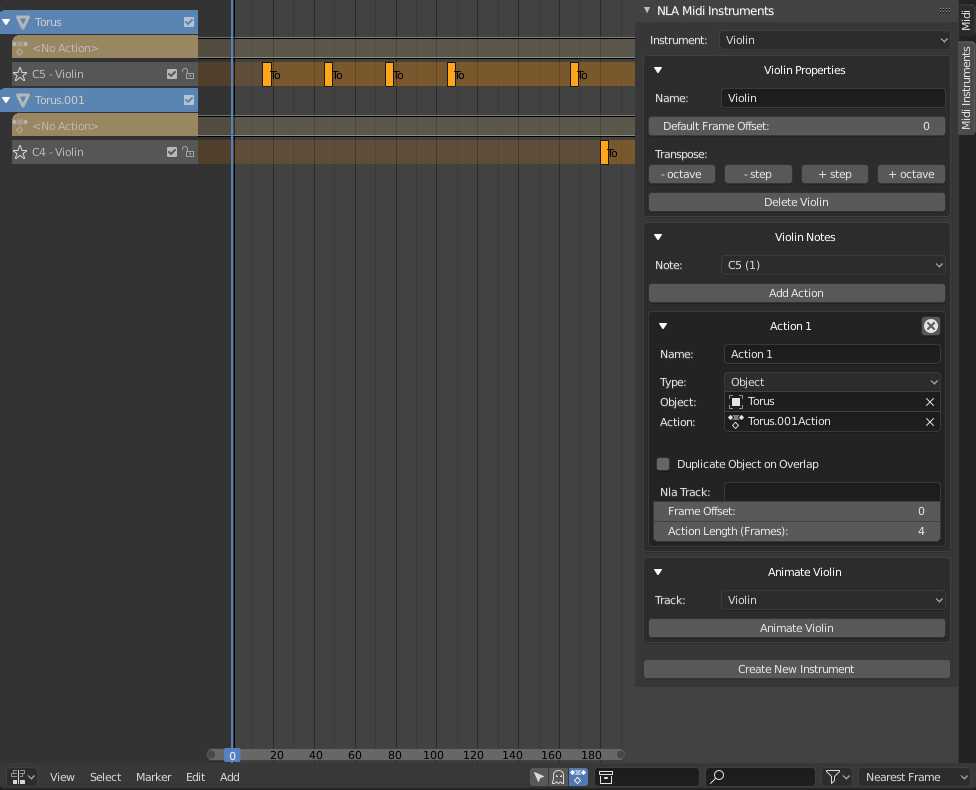 Torus
<No Action>
C5 - Violin
To To To To To
Torus.001
<No Action>
C4 - Violin
To
0 20 40 60 80 100 120 140 160 180
View Select Marker Edit Add
Nearest Frame
NLA Midi Instruments
Instrument: Violin
Violin Properties
Name: Violin
Default Frame Offset: 0
Transpose:
- octave - step + step + octave
Delete Violin
Violin Notes
Note: C5 (1)
Add Action
Action 1
Name: Action 1
Type: Object
Object: Torus
Action: Torus.001Action
Duplicate Object on Overlap
Nla Track:
Frame Offset: 0
Action Length (Frames): 4
Animate Violin
Track: Violin
Animate Violin
Create New Instrument
Midi
Midi Instruments